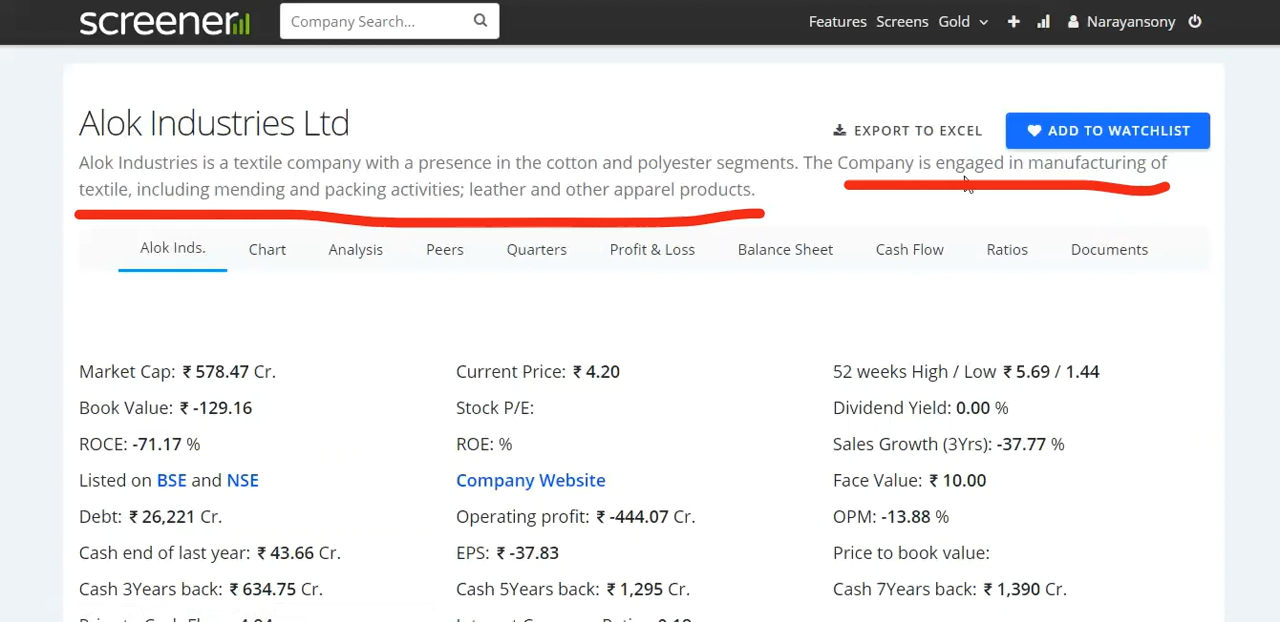 screener
Company Search...
Features Screens Gold Narayansony
Alok Industries Ltd
EXPORT TO EXCEL
ADD TO WATCHLIST
Alok Industries is a textile company with a presence in the cotton and polyester segments. The Company is engaged in manufacturing of
textile, including mending and packing activities; leather and other apparel products.
Alok Inds. Chart Analysis Peers Quarters Profit & Loss Balance Sheet Cash Flow Ratios Documents
Market Cap: ₹ 578.47 Cr. Current Price: ₹ 4.20 52 weeks High / Low ₹ 5.69 / 1.44
Book Value: ₹ -129.16 Stock P/E: Dividend Yield: 0.00 %
ROCE: -71.17 % ROE: % Sales Growth (3Yrs): -37.77 %
Listed on BSE and NSE Company Website Face Value: ₹ 10.00
Debt: ₹ 26,221 Cr. Operating profit: ₹ -444.07 Cr. OPM: -13.88 %
Cash end of last year: ₹ 43.66 Cr. EPS: ₹ -37.83 Price to book value:
Cash 3Years back: ₹ 634.75 Cr. Cash 5Years back: ₹ 1,295 Cr. Cash 7Years back: ₹ 1,390 Cr.